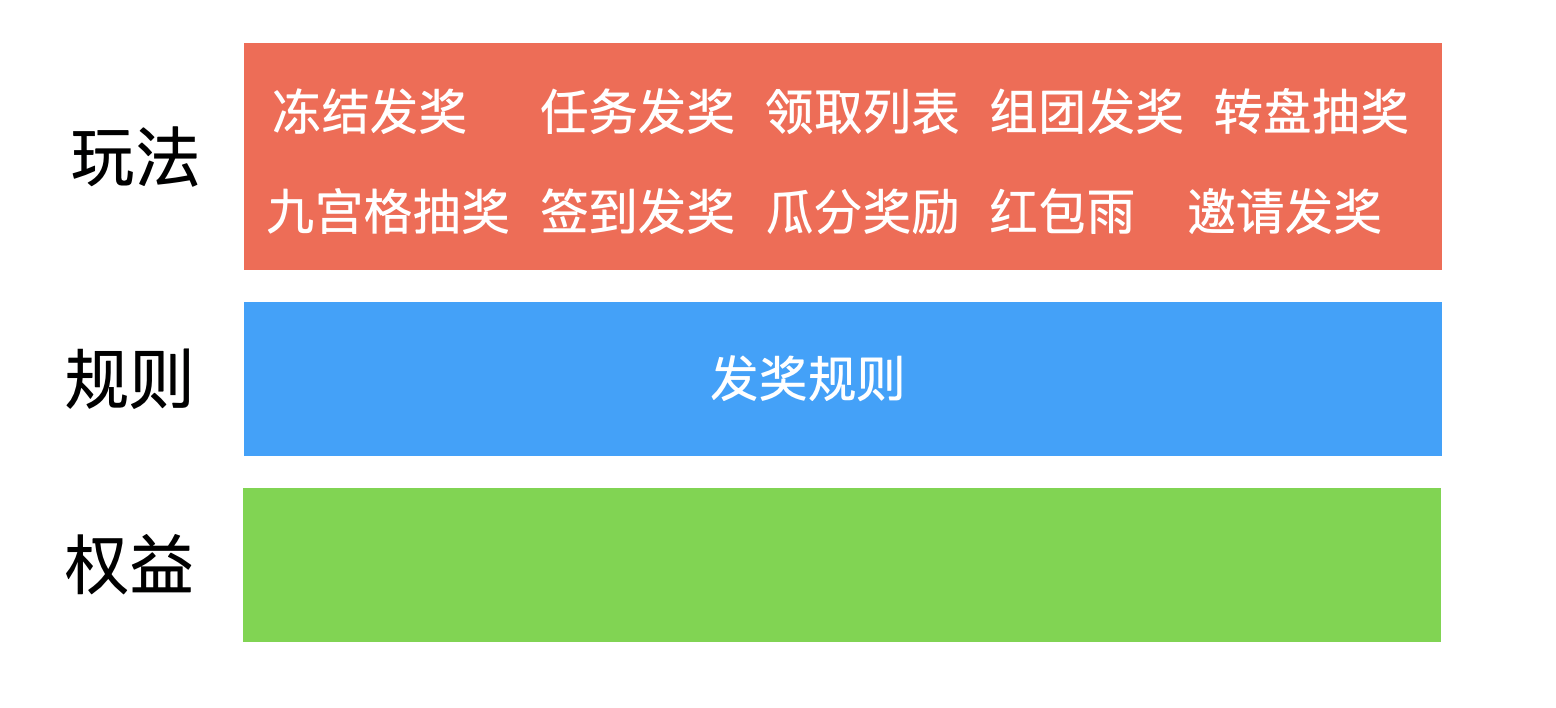 玩法
冻结发奖 任务发奖 领取列表 组团发奖 转盘抽奖
九宫格抽奖 签到发奖 瓜分奖励 红包雨 邀请发奖
规则
发奖规则
权益